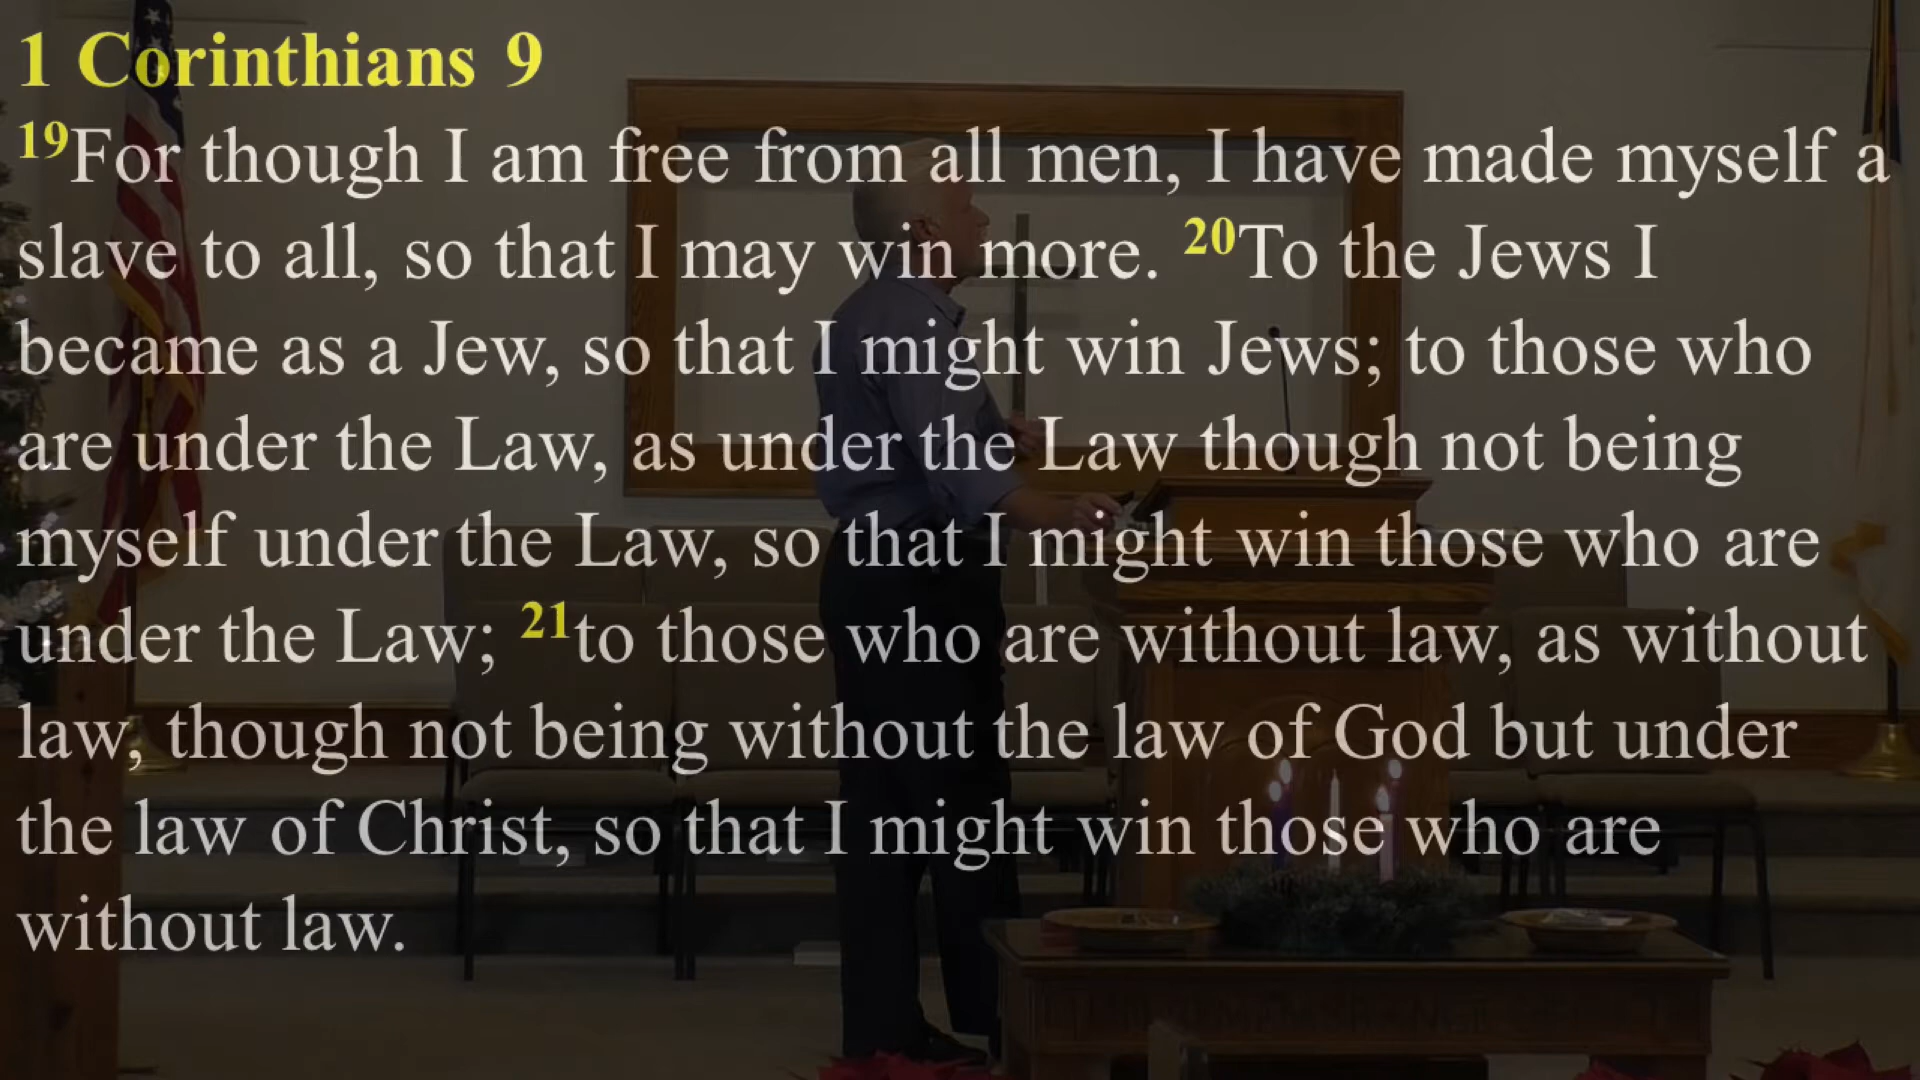 1 Corinthians 9
19For though I am free from all men, I have made myself a
slave to all, so that I may win more. 20To the Jews I
became as a Jew, so that I might win Jews; to those who
are under the Law, as under the Law though not being
myself under the Law, so that I might win those who are
under the Law; 21to those who are without law, as without
law, though not being without the law of God but under
the law of Christ, so that I might win those who are
without law.